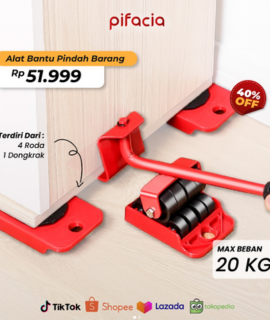 pifacia
Alat Bantu Pindah Barang
Rp 51.999
40%
OFF
Terdiri Dari :
4 Roda
1 Dongkrak
MAX BEBAN
20 KG
TikTok
Shopee
Lazada
tokopedia